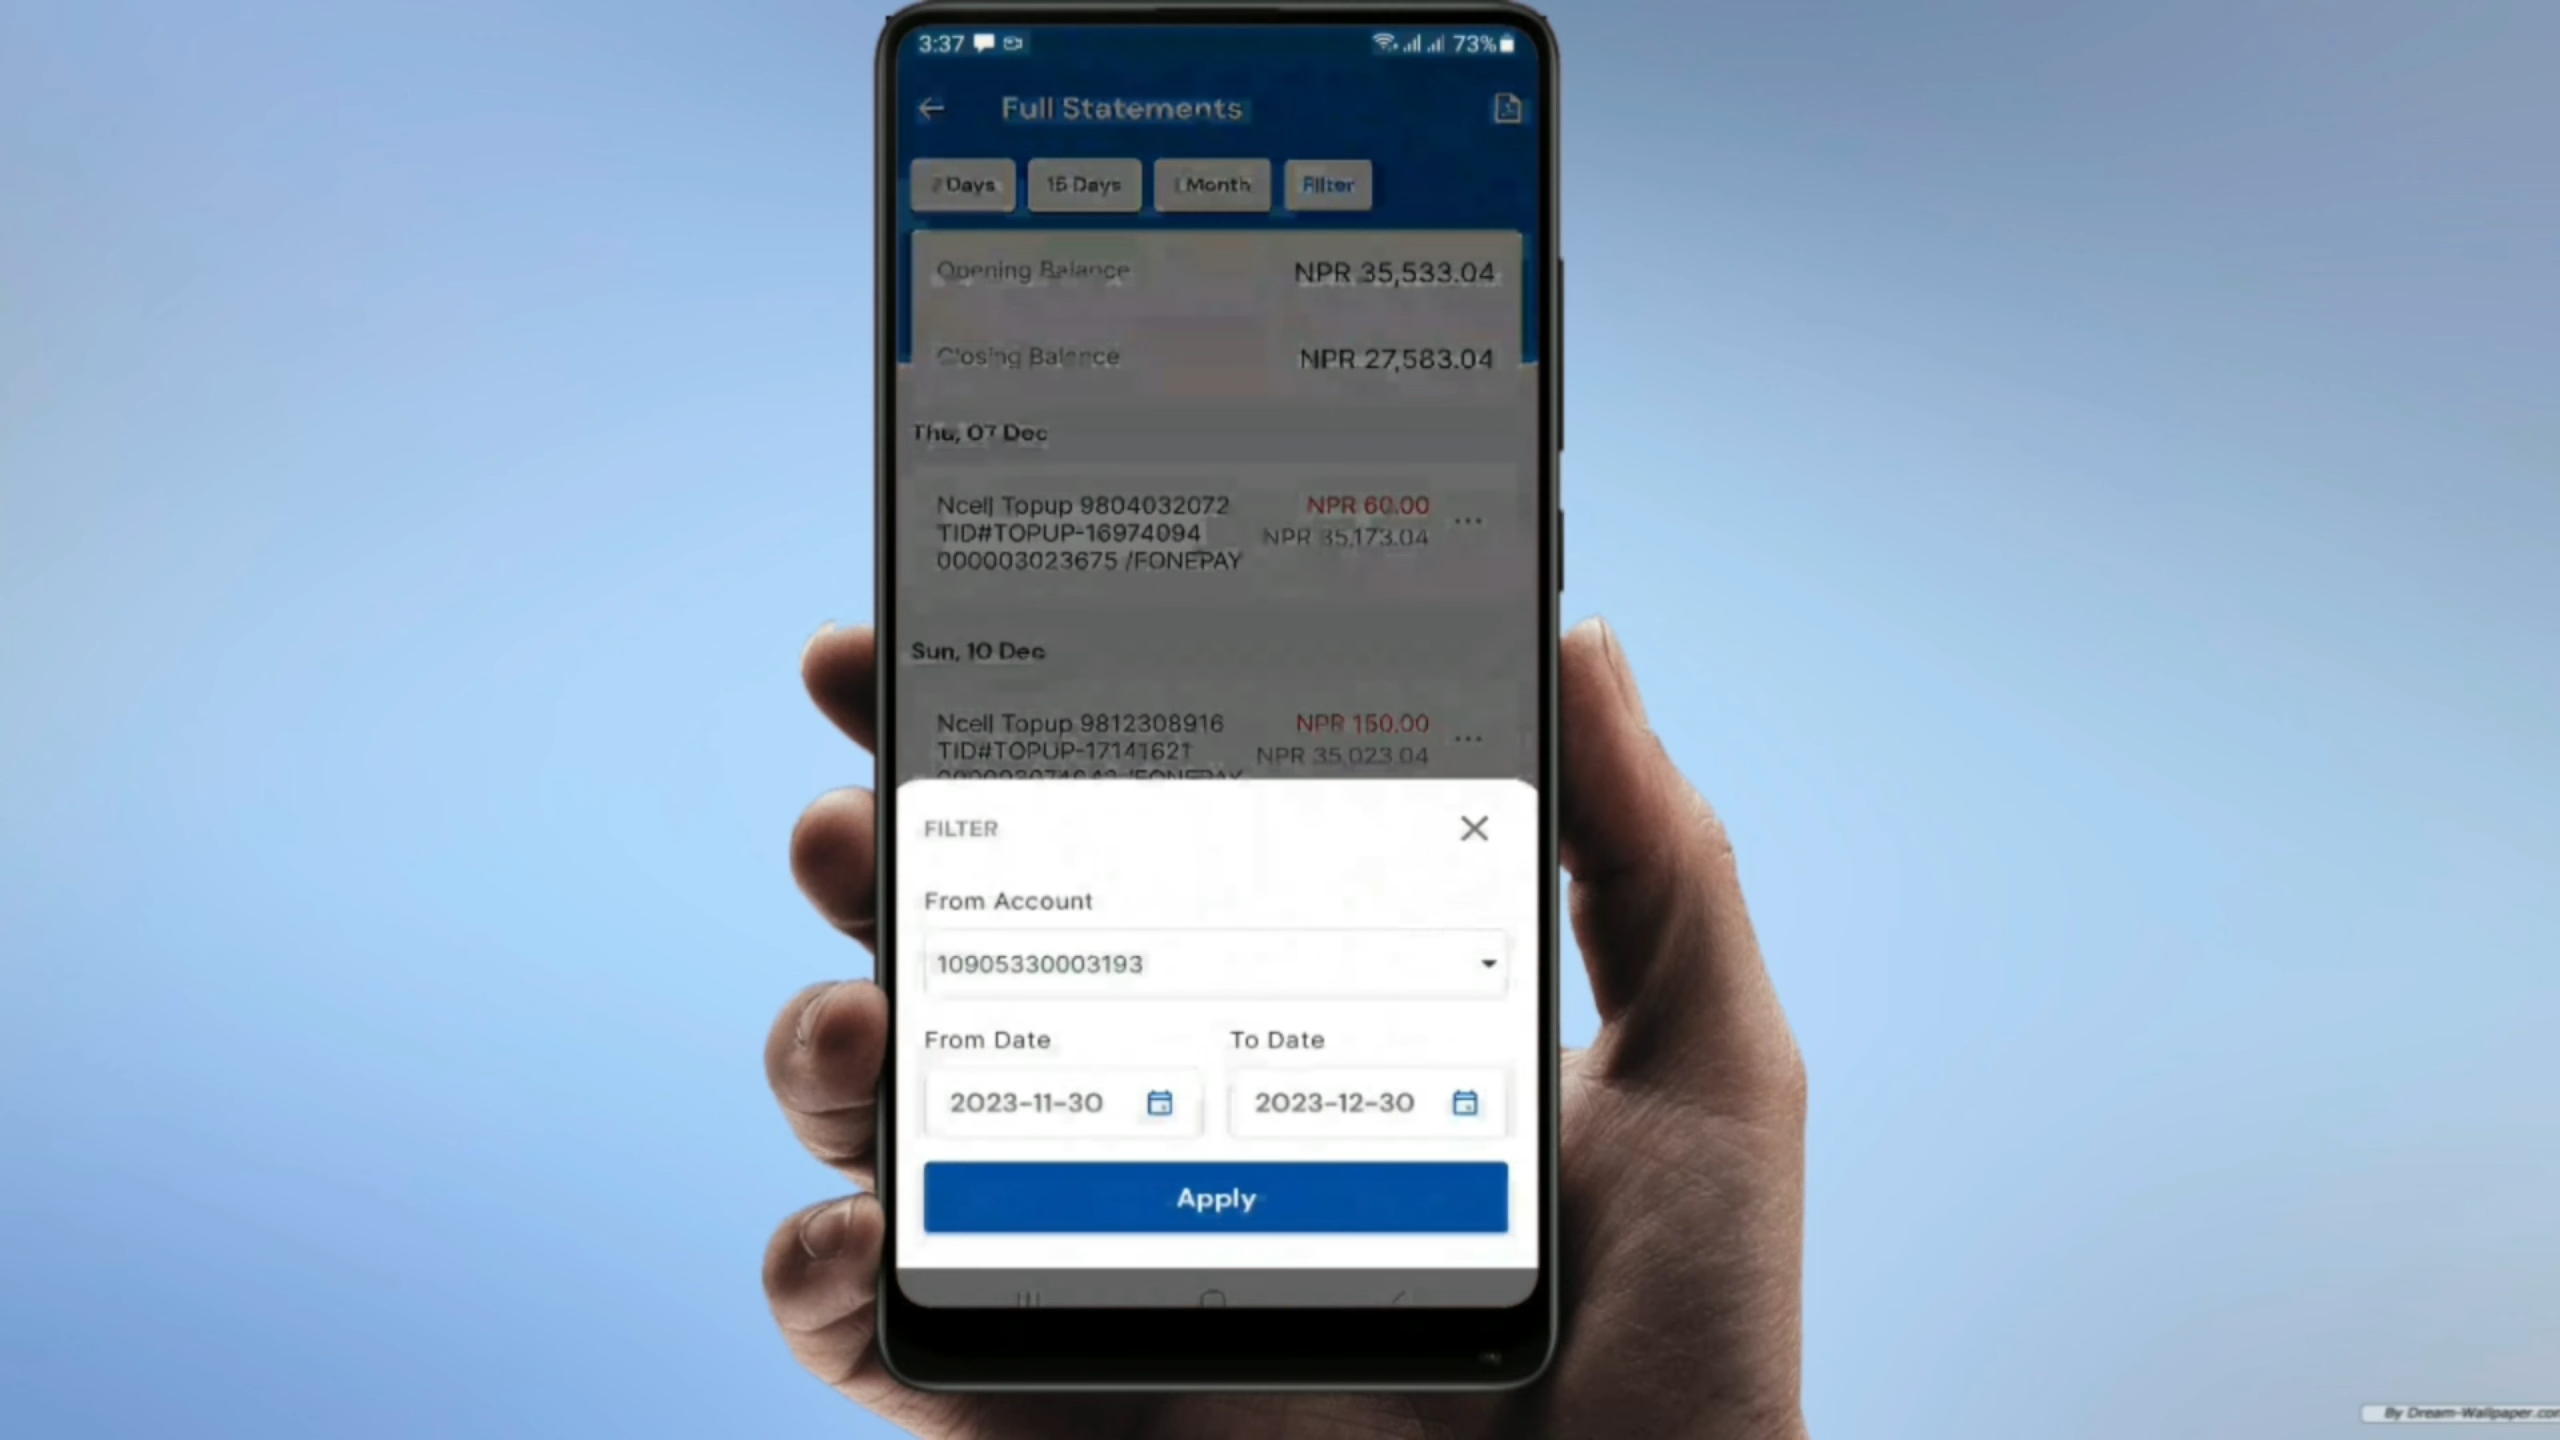 3:37
73%
Full Statements
Days
15 Days
Month
Filter
Opening Balance
NPR 35,533.04
Closing Balance
NPR 27,583.04
Thu, 07 Dec
Ncell Topup 9804032072
NPR 60.00
TID#TOPUP-16974094
NPR 35,173.04
000003023675 /FONEPAY
Sun, 10 Dec
Ncell Topup 9812308916
NPR 150.00
TID#TOPUP-17141621
NPR 35,023.04
/FONEPAY
FILTER
From Account
10905330003193
From Date
To Date
2023-11-30
2023-12-30
Apply
By Dream-Wallpaper.com